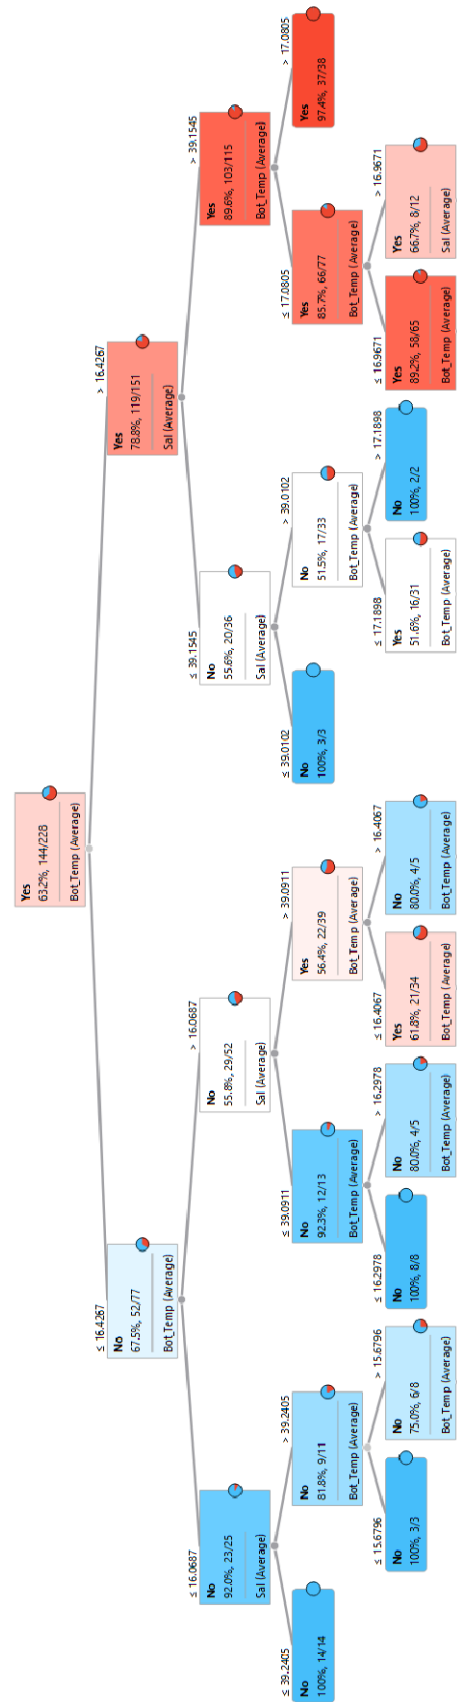 Yes
63.2%, 144/228
Bot_Temp (Average)
≤ 16.4267
> 16.4267
No
67.5%, 52/77
Bot_Temp (Average)
Yes
78.8%, 119/151
Sal (Average)
≤ 16.0687
> 16.0687
≤ 39.1545
> 39.1545
No
92.0%, 23/25
Sal (Average)
No
55.8%, 29/52
Sal (Average)
No
55.6%, 20/36
Sal (Average)
Yes
89.6%, 103/115
Bot_Temp (Average)
≤ 39.2405
> 39.2405
≤ 39.0911
> 39.0911
≤ 39.0102
> 39.0102
≤ 17.0805
> 17.0805
No
100%, 14/14
No
81.8%, 9/11
Bot_Temp (Average)
No
92.3%, 12/13
Bot_Temp (Average)
Yes
56.4%, 22/39
Bot_Temp (Average)
No
100%, 3/3
No
51.5%, 17/33
Bot_Temp (Average)
Yes
85.7%, 66/77
Bot_Temp (Average)
Yes
97.4%, 37/38
≤ 15.6796
> 15.6796
≤ 16.2978
> 16.2978
≤ 16.4067
> 16.4067
≤ 17.1898
> 17.1898
≤ 16.9671
> 16.9671
No
100%, 3/3
No
75.0%, 6/8
Bot_Temp (Average)
No
100%, 8/8
No
80.0%, 4/5
Bot_Temp (Average)
Yes
61.8%, 21/34
Bot_Temp (Average)
No
80.0%, 4/5
Bot_Temp (Average)
Yes
51.6%, 16/31
Bot_Temp (Average)
No
100%, 2/2
Yes
89.2%, 58/65
Bot_Temp (Average)
Yes
66.7%, 8/12
Sal (Average)